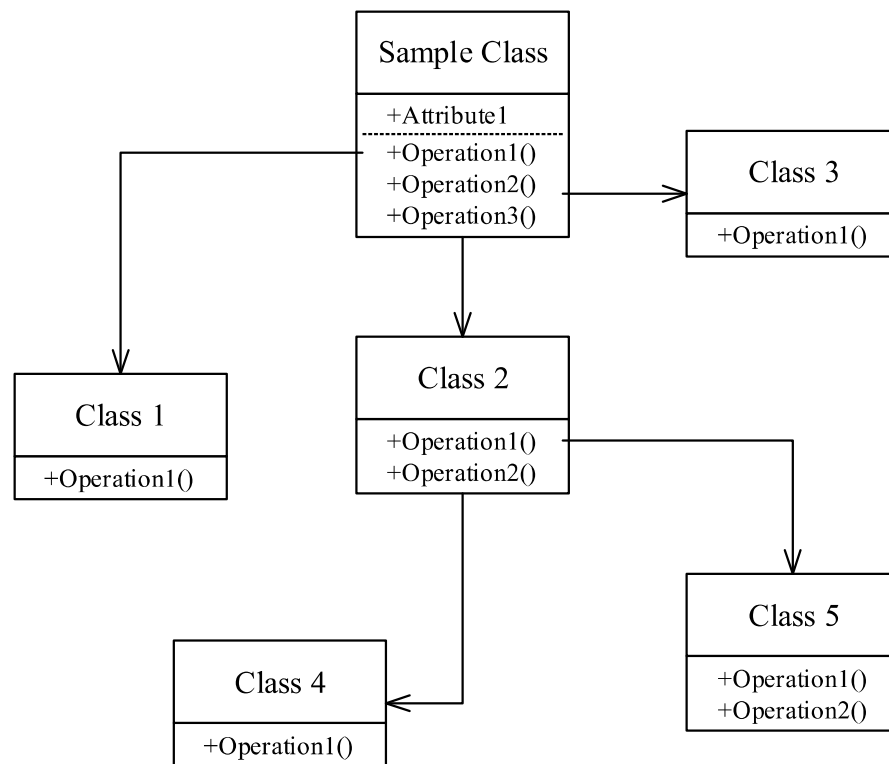 Sample Class
+Attribute1
+Operation1()
+Operation2()
+Operation3()
Class 3
+Operation1()
Class 1
+Operation1()
Class 2
+Operation1()
+Operation2()
Class 4
+Operation1()
Class 5
+Operation1()
+Operation2()